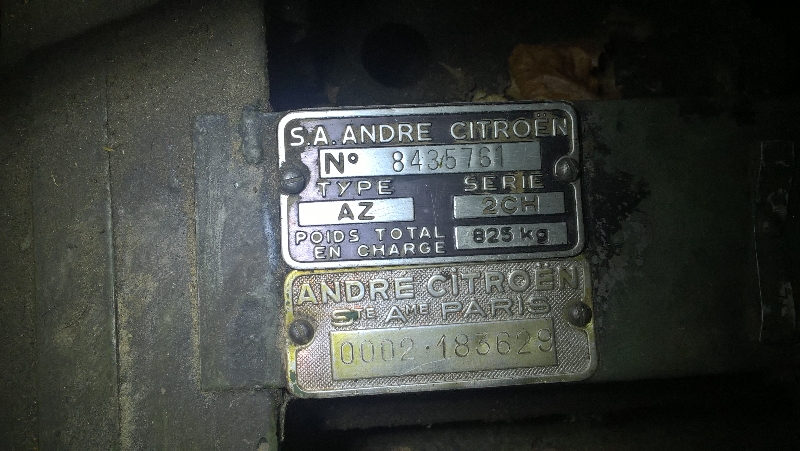 S.A. ANDRE CITROËN
N° 8435761
TYPE SERIE
AZ 2CH
POIDS TOTAL
EN CHARGE 825 kg
ANDRÉ CITROËN
STE AME PARIS
0002·183629